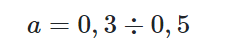 a = 0, 3 ÷ 0, 5